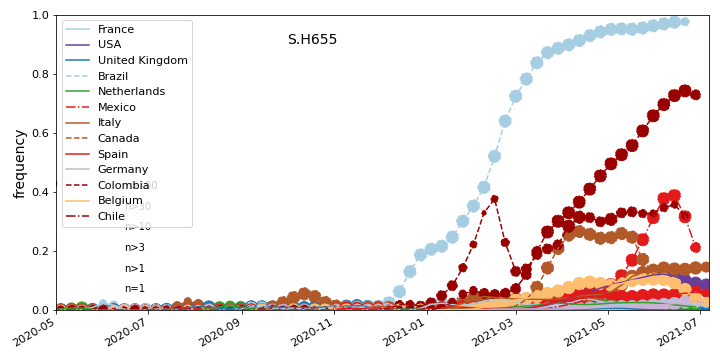 S.H655
frequency
1.0
0.8
0.6
0.4
0.2
0.0
France
USA
United Kingdom
Brazil
Netherlands
Mexico
Italy
Canada
Spain
Germany
Colombia
Belgium
Chile
n>30
n>10
n>3
n>1
n=1
2020-05
2020-07
2020-09
2020-11
2021-01
2021-03
2021-05
2021-07